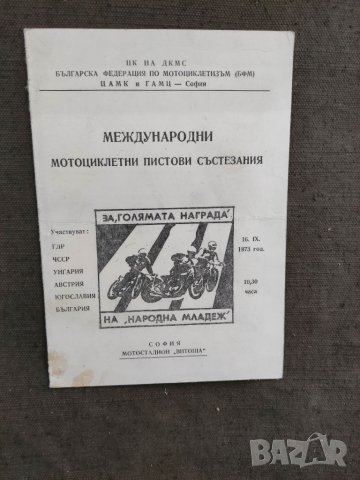 ЦК НА ДКМС
БЪЛГАРСКА ФЕДЕРАЦИЯ ПО МОТОЦИКЛЕТИЗЪМ (БФМ)
ЦАМК и ГАМЦ — София
МЕЖДУНАРОДНИ
МОТОЦИКЛЕТНИ ПИСТОВИ СЪСТЕЗАНИЯ
Участвуват:
ГДР
ЧССР
УНГАРИЯ
АВСТРИЯ
ЮГОСЛАВИЯ
БЪЛГАРИЯ
ЗА „ГОЛЯМАТА НАГРАДА"
НА „НАРОДНА МЛАДЕЖ"
16. IX.
1973 год.
10,30
часа
СОФИЯ
МОТОСТАДИОН „ВИТОША"
BAZAR